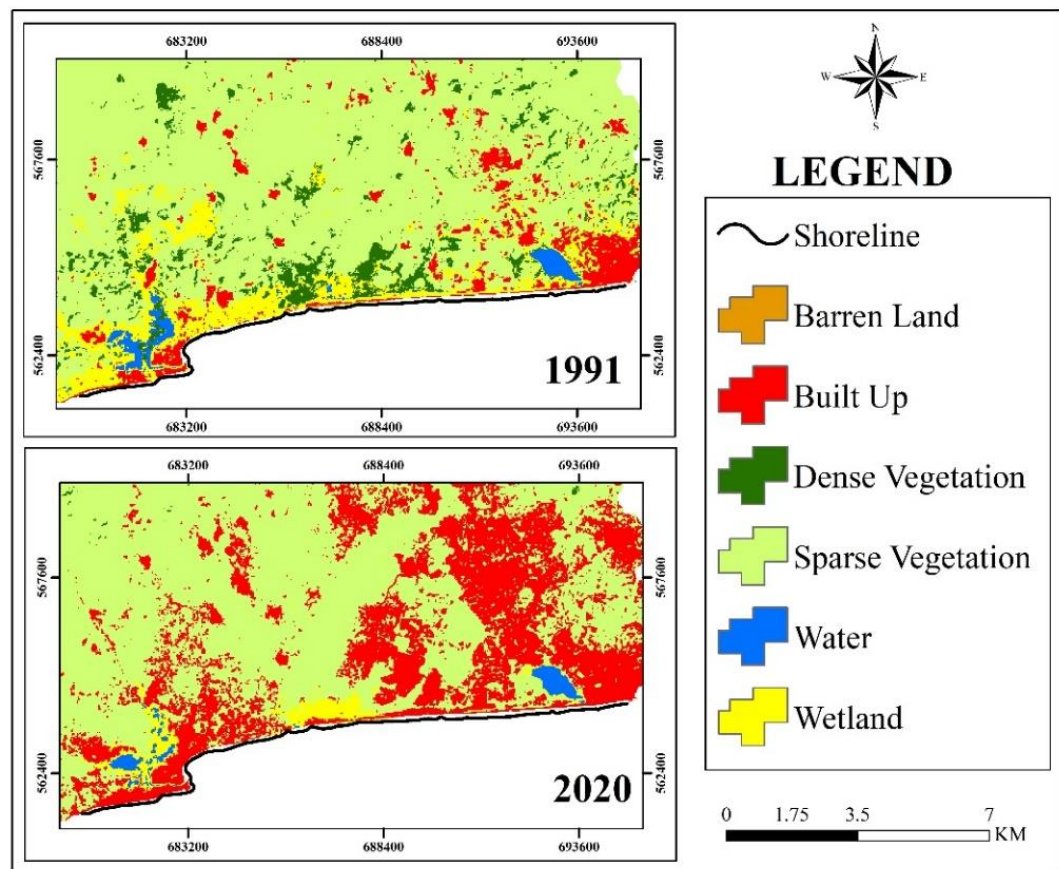 683200 688400 693600
567600 567600
562400 562400
1991
683200 688400 693600
683200 688400 693600
567600 567600
562400 562400
2020
683200 688400 693600
N
W E
S
LEGEND
Shoreline
Barren Land
Built Up
Dense Vegetation
Sparse Vegetation
Water
Wetland
0 1.75 3.5 7
KM